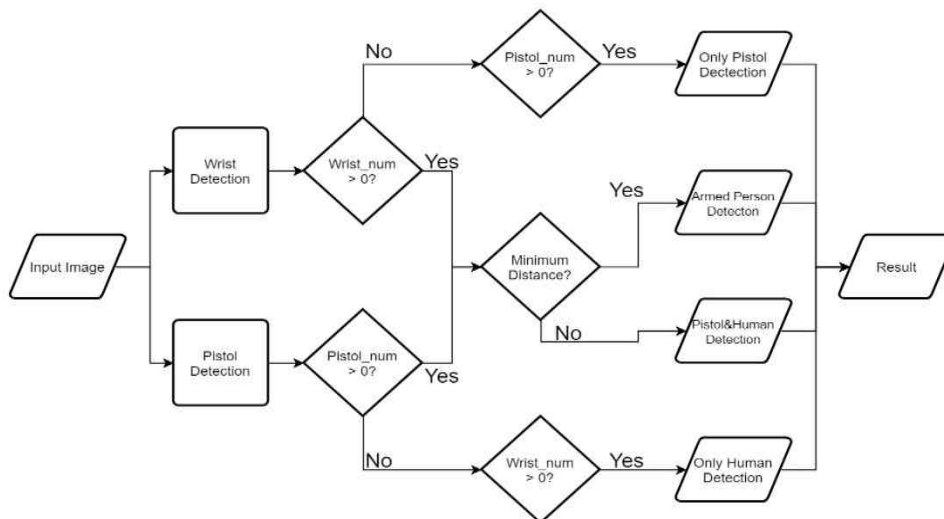 No
Pistol_num
> 0?
Yes
Only Pistol
Dectection
Wrist
Detection
Wrist_num
> 0?
Yes
Yes
Armed Person
Detecton
Input Image
Minimum
Distance?
Result
Pistol
Detection
Pistol_num
> 0?
Yes
No
Pistol&Human
Detection
No
Wrist_num
> 0?
Yes
Only Human
Detection